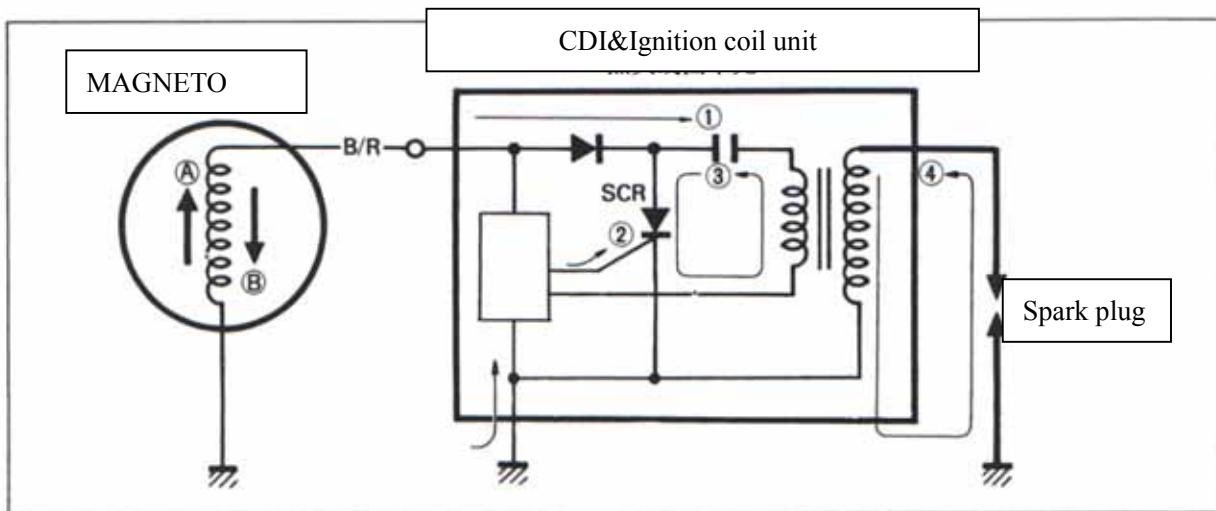 CDI&Ignition coil unit
MAGNETO
①
B/R
Ⓐ
③
④
SCR
②
Ⓑ
Spark plug